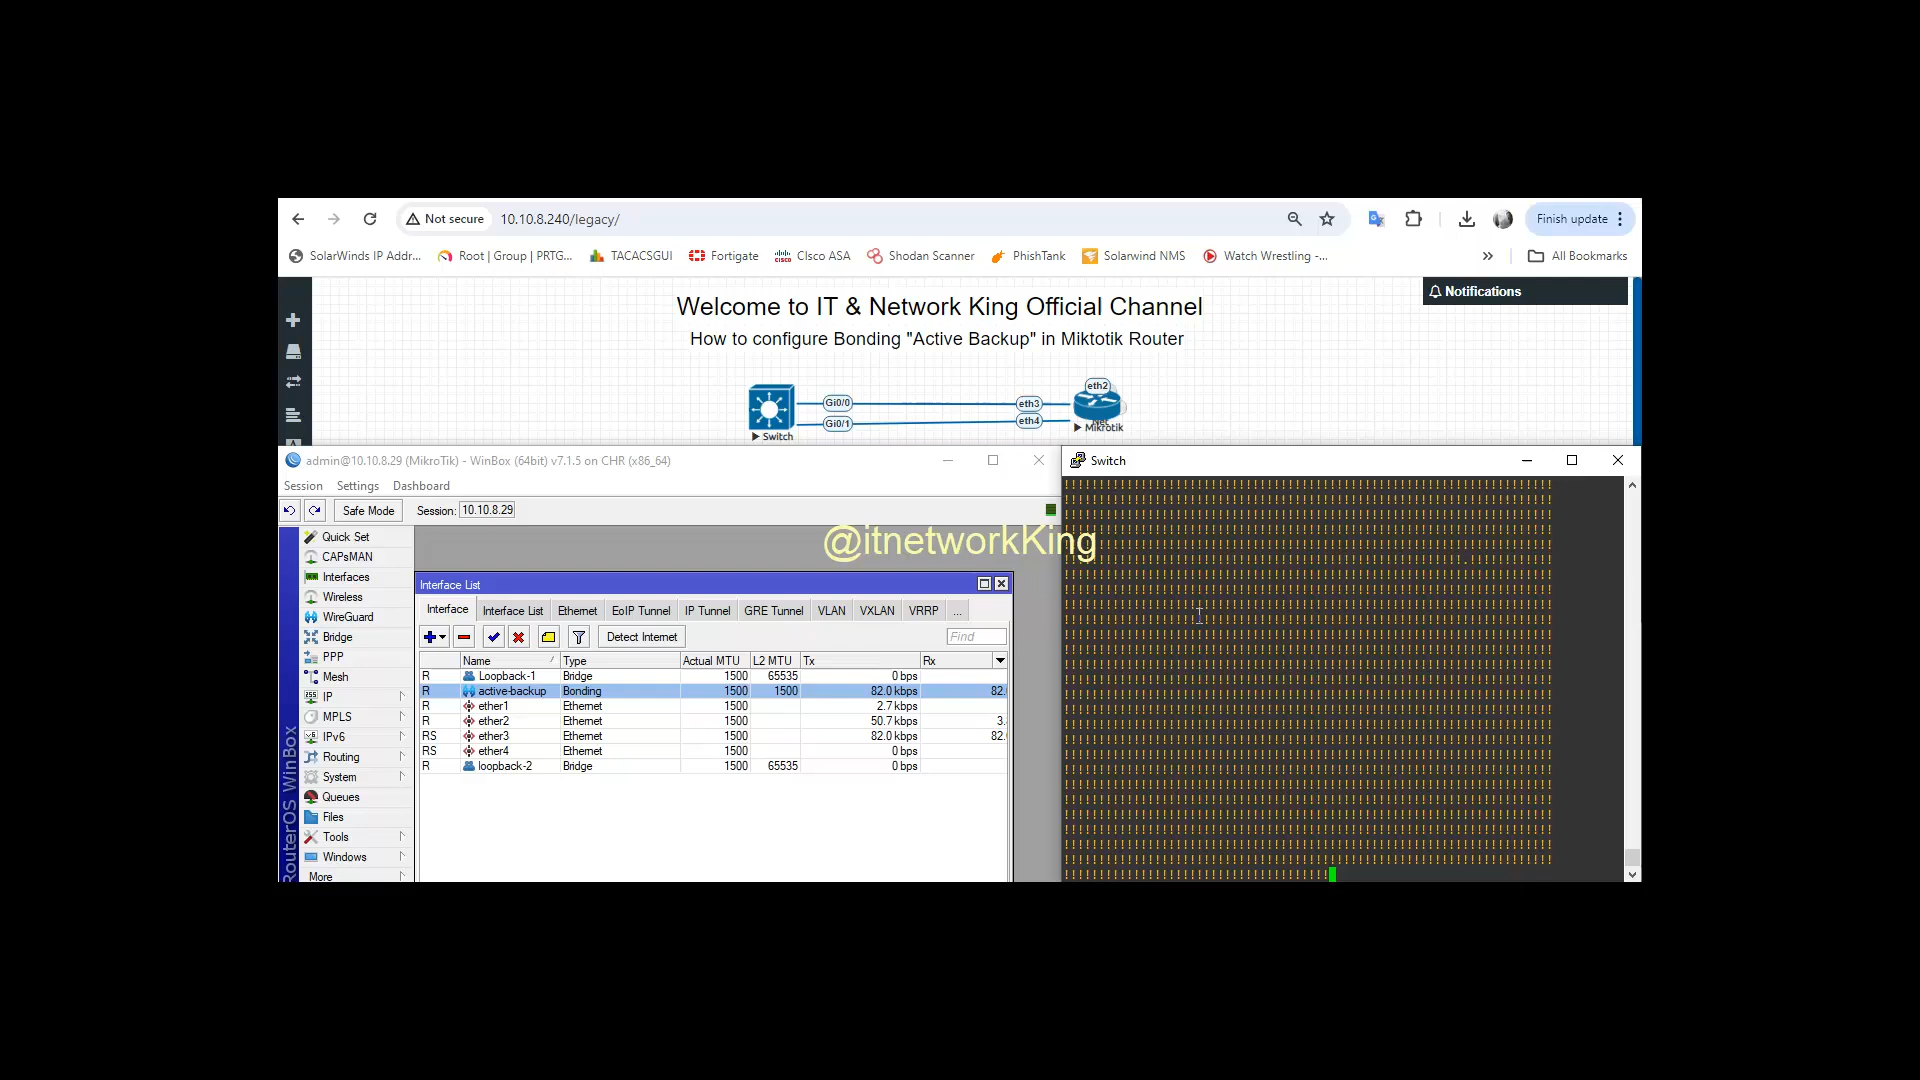 Not secure 10.10.8.240/legacy/ Finish update
SolarWinds IP Addr... Root | Group | PRTG... TACACSGUI Fortigate CIsco ASA Shodan Scanner PhishTank Solarwind NMS Watch Wrestling -... » All Bookmarks
Notifications
Welcome to IT & Network King Official Channel
How to configure Bonding "Active Backup" in Miktotik Router
eth2
Gi0/0 eth3
Gi0/1 eth4
Switch Mikrotik
admin@10.10.8.29 (MikroTik) - WinBox (64bit) v7.1.5 on CHR (x86_64)
Session Settings Dashboard
Safe Mode Session: 10.10.8.29
@itnetworkKing
RouterOS WinBox
Quick Set
CAPsMAN
Interfaces
Wireless
WireGuard
Bridge
PPP
Mesh
IP
MPLS
IPv6
Routing
System
Queues
Files
Tools
Windows
More
Interface List
Interface Interface List Ethernet EoIP Tunnel IP Tunnel GRE Tunnel VLAN VXLAN VRRP ...
Detect Internet Find
Name Type Actual MTU L2 MTU Tx Rx
R Loopback-1 Bridge 1500 65535 0 bps
R active-backup Bonding 1500 1500 82.0 kbps 82.
R ether1 Ethernet 1500 2.7 kbps
R ether2 Ethernet 1500 50.7 kbps 3.
RS ether3 Ethernet 1500 82.0 kbps 82.
RS ether4 Ethernet 1500 0 bps
R loopback-2 Bridge 1500 65535 0 bps
Switch